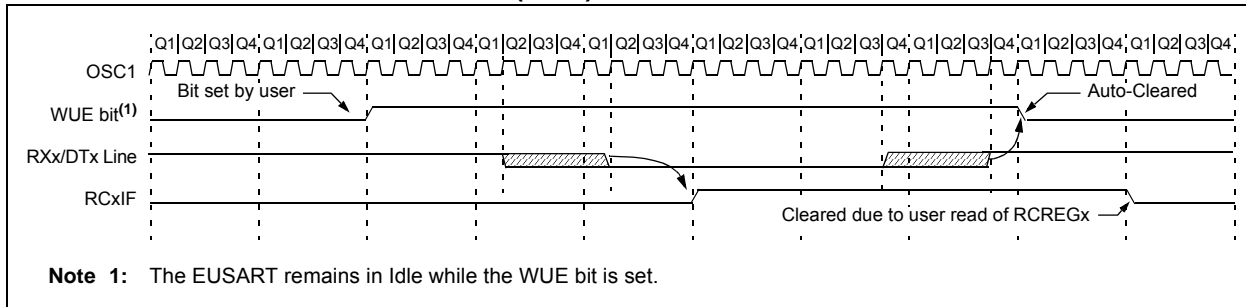 Q1 Q2 Q3 Q4 Q1 Q2 Q3 Q4 Q1 Q2 Q3 Q4 Q1 Q2 Q3 Q4 Q1 Q2 Q3 Q4 Q1 Q2 Q3 Q4 Q1 Q2 Q3 Q4 Q1 Q2 Q3 Q4 Q1 Q2 Q3 Q4 Q1 Q2 Q3 Q4
OSC1
Bit set by user
Auto-Cleared
WUE bit(1)
RXx/DTx Line
RCxIF
Cleared due to user read of RCREGx
Note 1: The EUSART remains in Idle while the WUE bit is set.